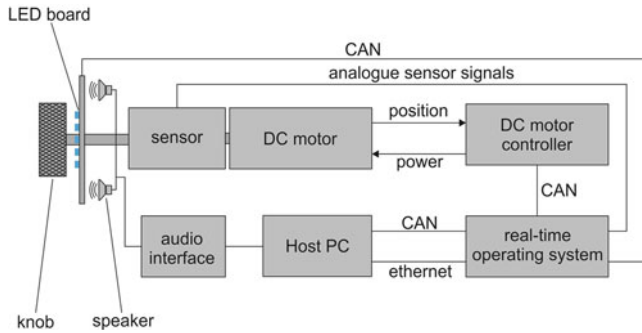 LED board
CAN
analogue sensor signals
sensor
DC motor
position
power
DC motor
controller
CAN
audio
interface
Host PC
CAN
ethernet
real-time
operating system
knob
speaker